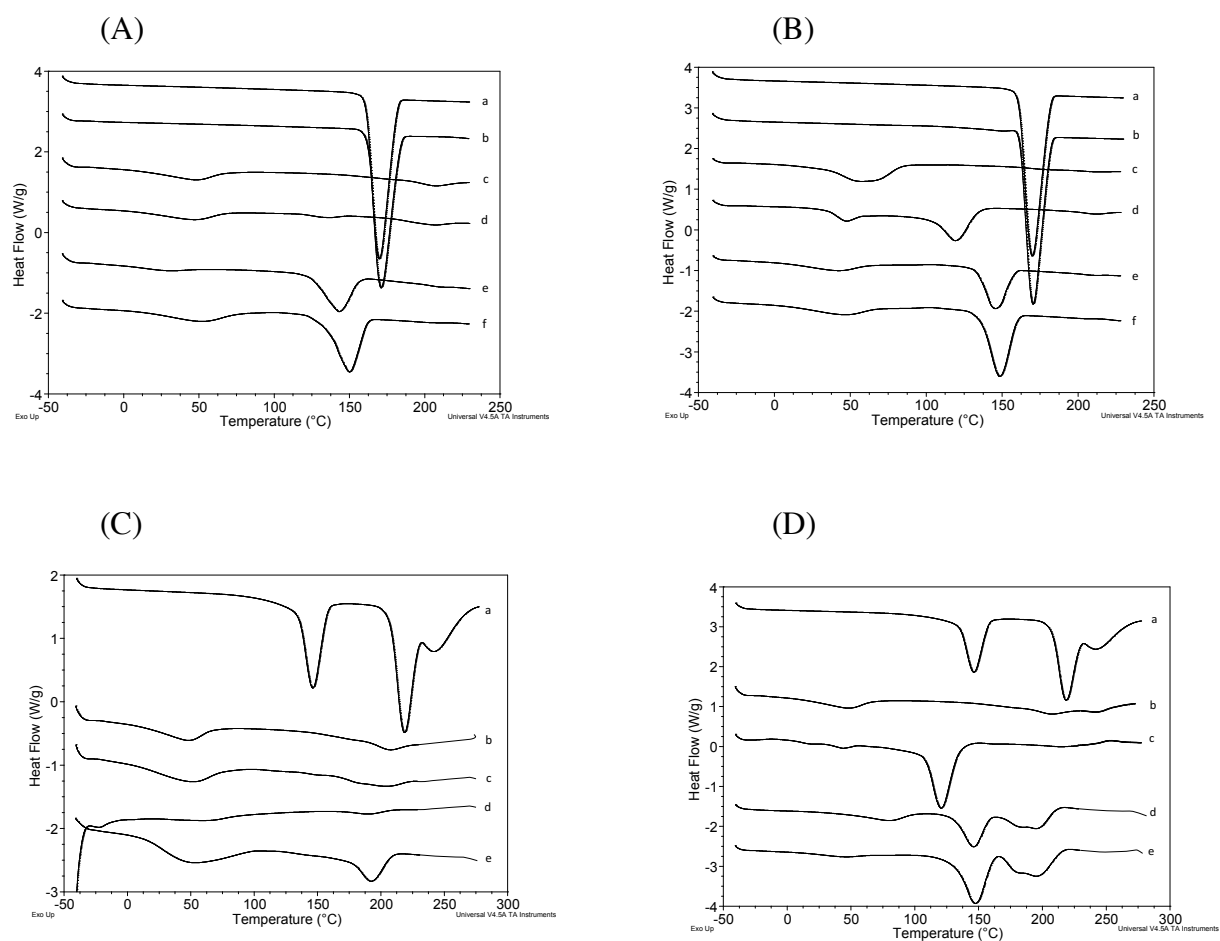 (A)
4
2
0
-2
-4
-50
0
50
100
150
200
250
Heat Flow (W/g)
Temperature (°C)
Exo Up
Universal V4.5A TA Instruments
a
b
c
d
e
f
(B)
4
3
2
1
0
-1
-2
-3
-4
-50
0
50
100
150
200
250
Heat Flow (W/g)
Temperature (°C)
Exo Up
Universal V4.5A TA Instruments
a
b
c
d
e
f
(C)
2
1
0
-1
-2
-3
-50
0
50
100
150
200
250
300
Heat Flow (W/g)
Temperature (°C)
Exo Up
Universal V4.5A TA Instruments
a
b
c
d
e
(D)
4
3
2
1
0
-1
-2
-3
-4
-50
0
50
100
150
200
250
300
Heat Flow (W/g)
Temperature (°C)
Exo Up
Universal V4.5A TA Instruments
a
b
c
d
e